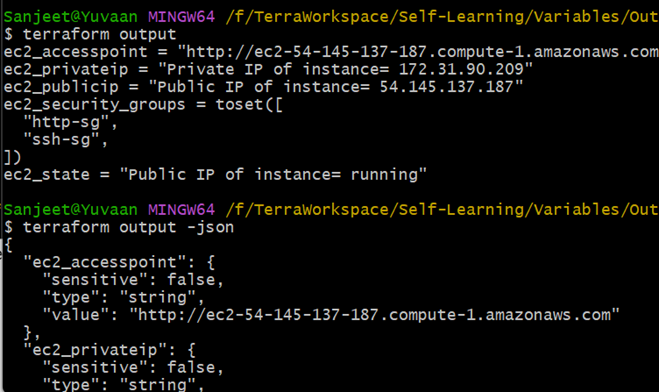 Sanjeet@Yuvaan MINGW64 /f/TerraWorkspace/Self-Learning/Variables/Out
$ terraform output
ec2_accesspoint = "http://ec2-54-145-137-187.compute-1.amazonaws.com
ec2_privateip = "Private IP of instance= 172.31.90.209"
ec2_publicip = "Public IP of instance= 54.145.137.187"
ec2_security_groups = toset([
  "http-sg",
  "ssh-sg",
])
ec2_state = "Public IP of instance= running"
Sanjeet@Yuvaan MINGW64 /f/TerraWorkspace/Self-Learning/Variables/Out
$ terraform output -json
{
  "ec2_accesspoint": {
    "sensitive": false,
    "type": "string",
    "value": "http://ec2-54-145-137-187.compute-1.amazonaws.com"
  },
  "ec2_privateip": {
    "sensitive": false,
    "type": "string",